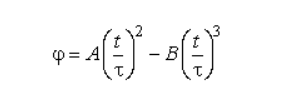 φ = A(t/τ)² − B(t/τ)³